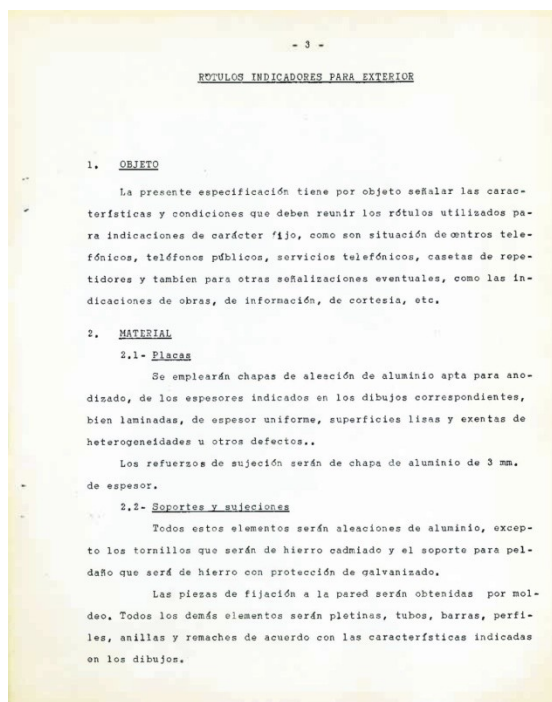 - 3 -
RÓTULOS INDICADORES PARA EXTERIOR
1. OBJETO
La presente especificación tiene por objeto señalar las carac-
terísticas y condiciones que deben reunir los rótulos utilizados pa-
ra indicaciones de carácter fijo, como son situación de centros tele-
fónicos, teléfonos públicos, servicios telefónicos, casetas de repe-
tidores y tambien para otras señalizaciones eventuales, como las in-
dicaciones de obras, de información, de cortesia, etc.
2. MATERIAL
2.1- Placas
Se emplearán chapas de aleación de aluminio apta para ano-
dizado, de los espesores indicados en los dibujos correspondientes,
bien laminadas, de espesor uniforme, superficies lisas y exentas de
heterogeneidades u otros defectos..
Los refuerzos de sujeción serán de chapa de aluminio de 3 mm.
de espesor.
2.2- Soportes y sujeciones
Todos estos elementos serán aleaciones de aluminio, excep-
to los tornillos que serán de hierro cadmiado y el soporte para pel-
daño que será de hierro con protección de galvanizado.
Las piezas de fijación a la pared serán obtenidas por mol-
deo. Todos los demás elementos serán pletinas, tubos, barras, perfi-
les, anillas y remaches de acuerdo con las características indicadas
en los dibujos.